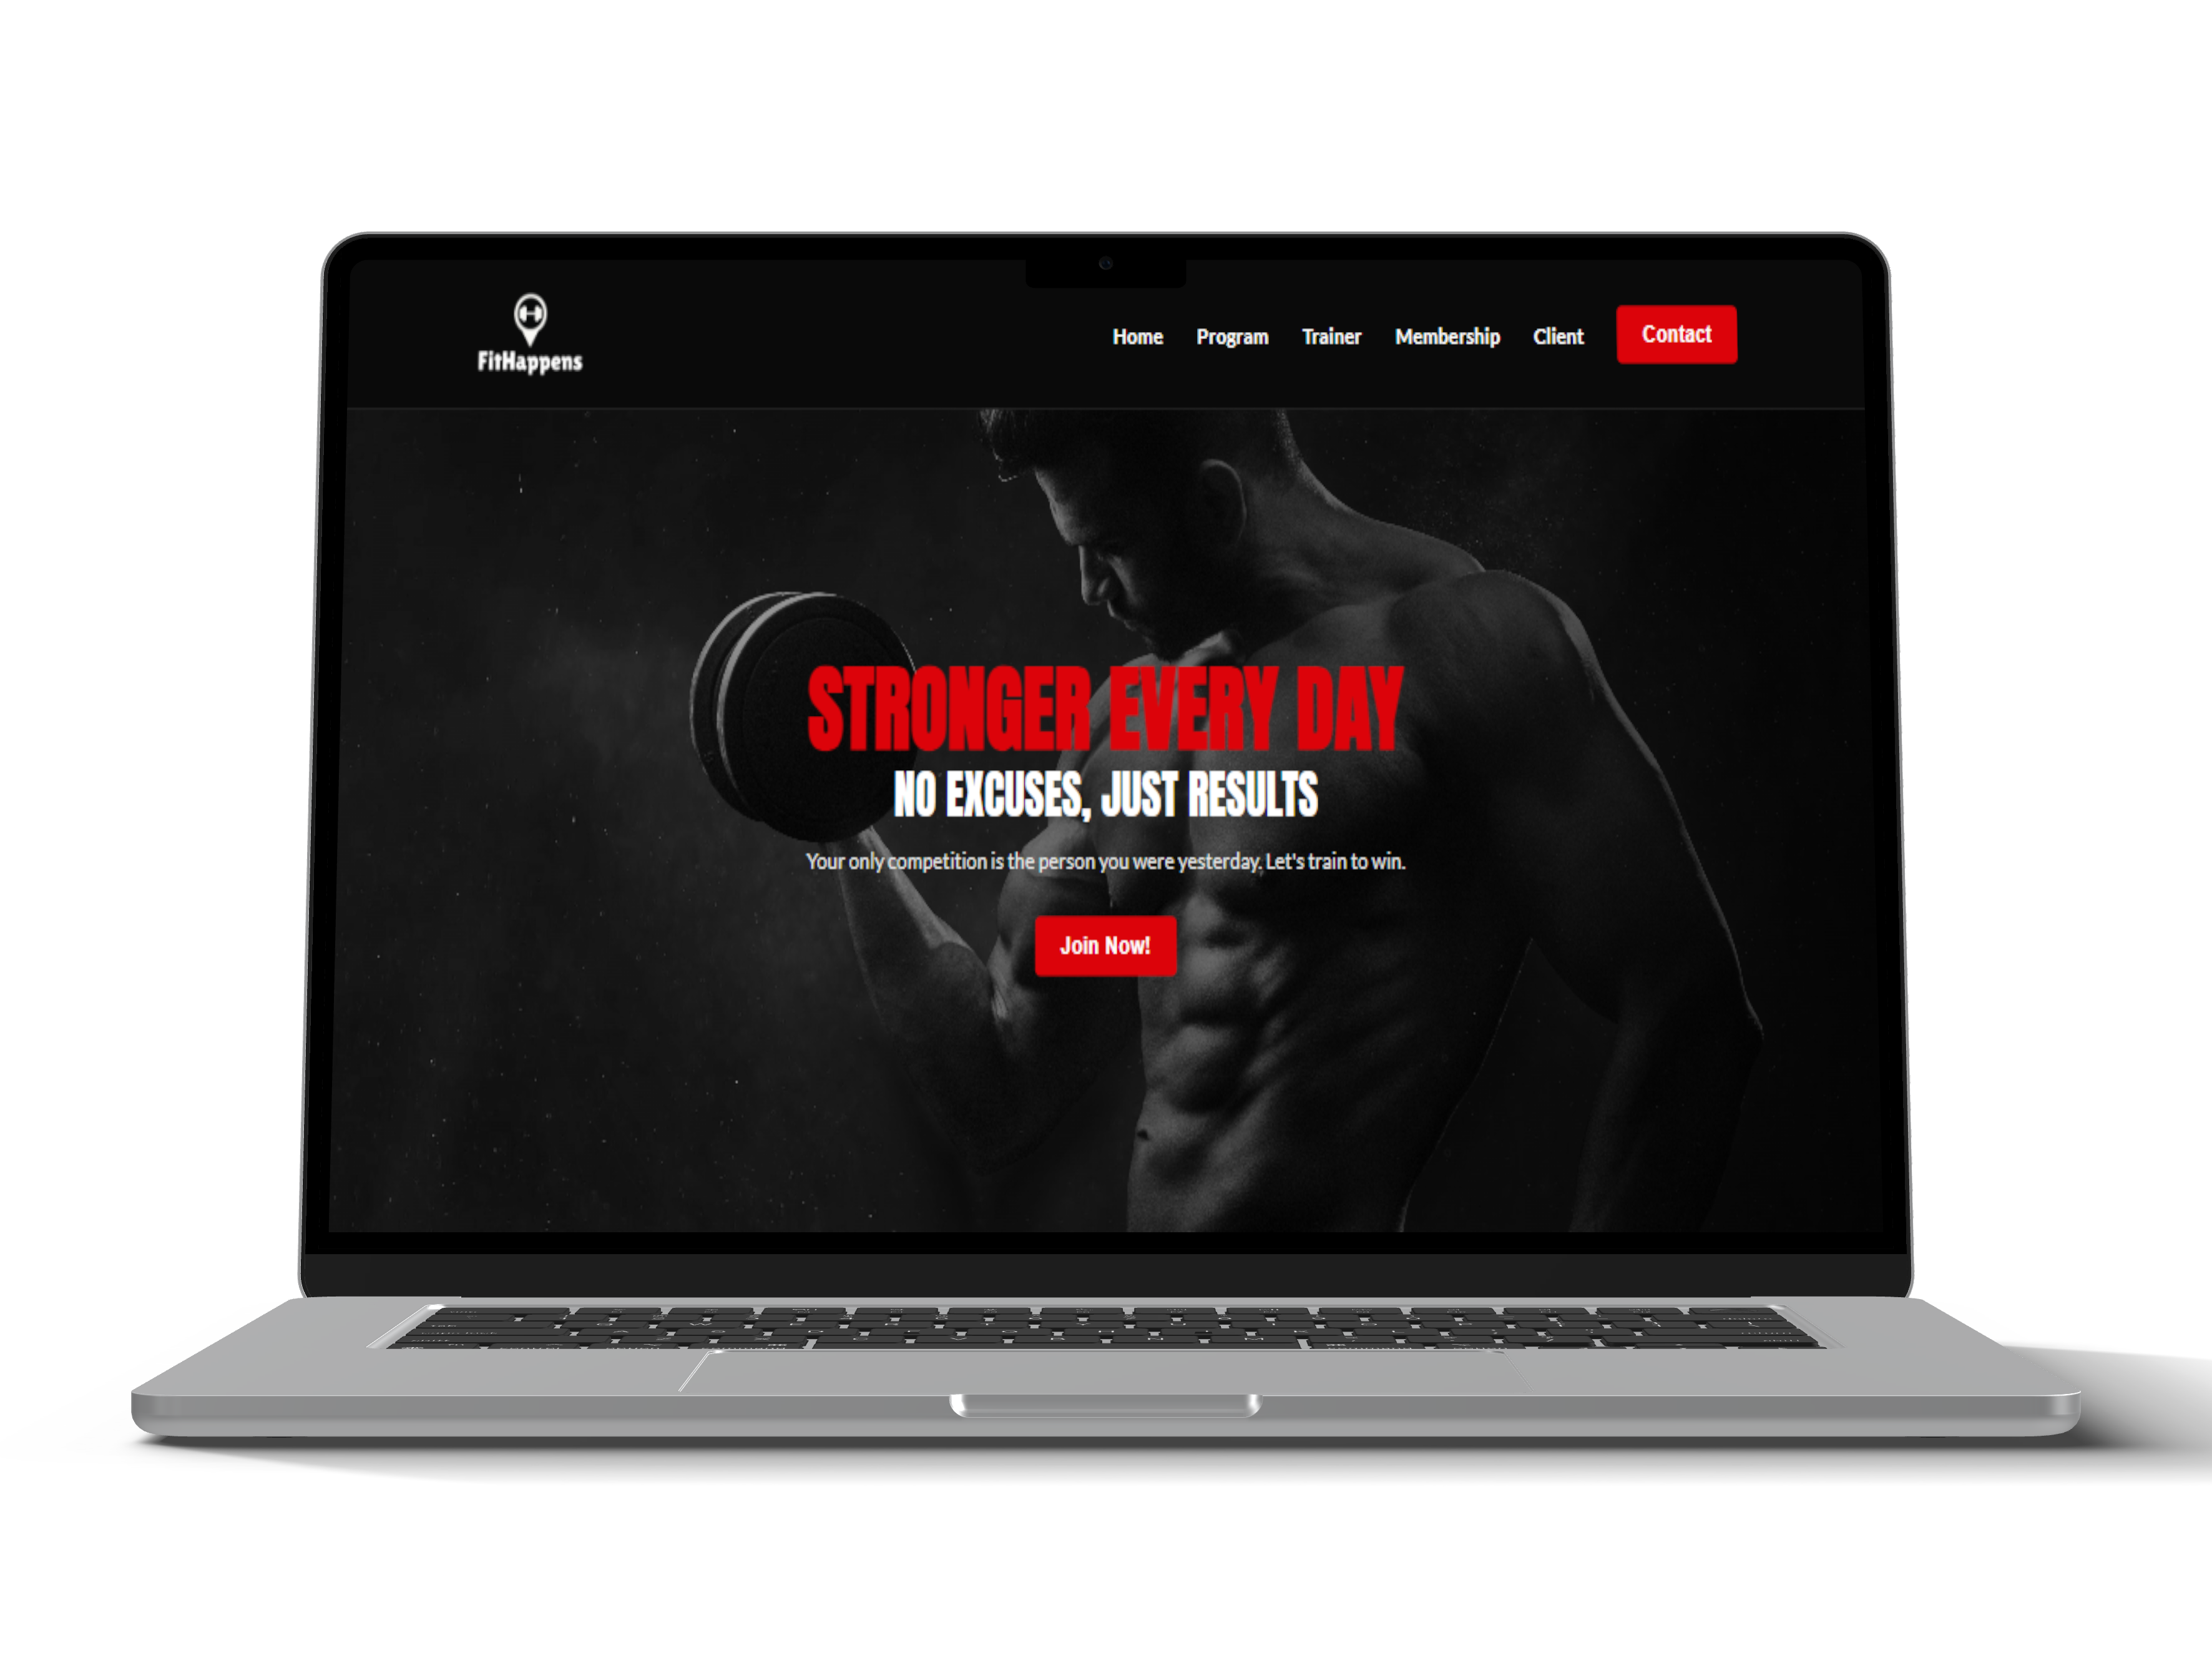 FitHappens
Home Program Trainer Membership Client Contact
STRONGER EVERY DAY
NO EXCUSES, JUST RESULTS
Your only competition is the person you were yesterday. Let's train to win.
Join Now!